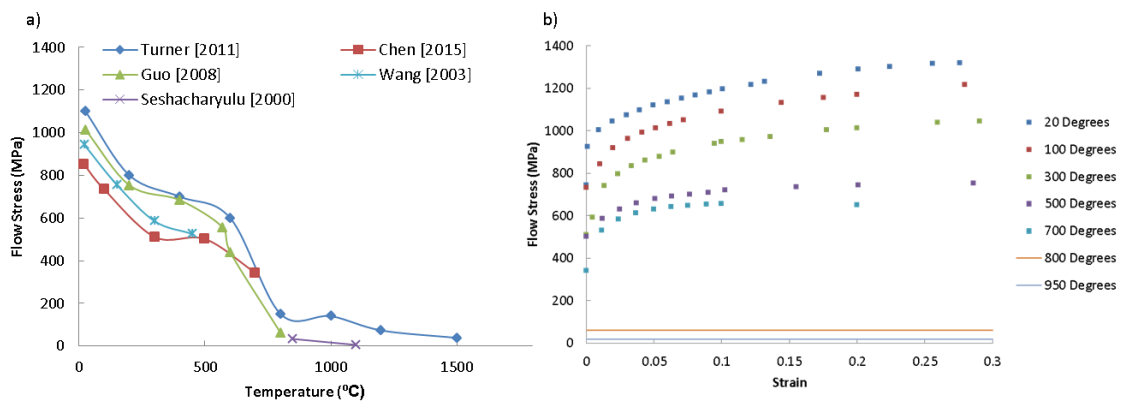 a)
Turner [2011]
Chen [2015]
Guo [2008]
Wang [2003]
Seshacharyulu [2000]
1400
1200
1000
800
600
400
200
0
Flow Stress (MPa)
0 500 1000 1500
Temperature (°C)
b)
1400
1200
1000
800
600
400
200
0
Flow Stress (MPa)
0 0.05 0.1 0.15 0.2 0.25 0.3
Strain
20 Degrees
100 Degrees
300 Degrees
500 Degrees
700 Degrees
800 Degrees
950 Degrees